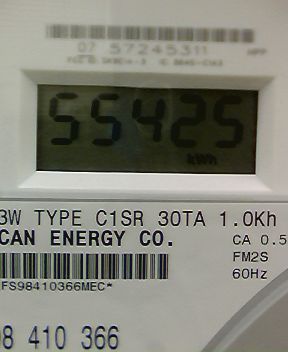 07 57245311
55425
kWh
3W TYPE C1SR 30TA 1.0Kh
CAN ENERGY CO.
CA 0.5
FM2S
60Hz
FS98410366MEC*
98 410 366